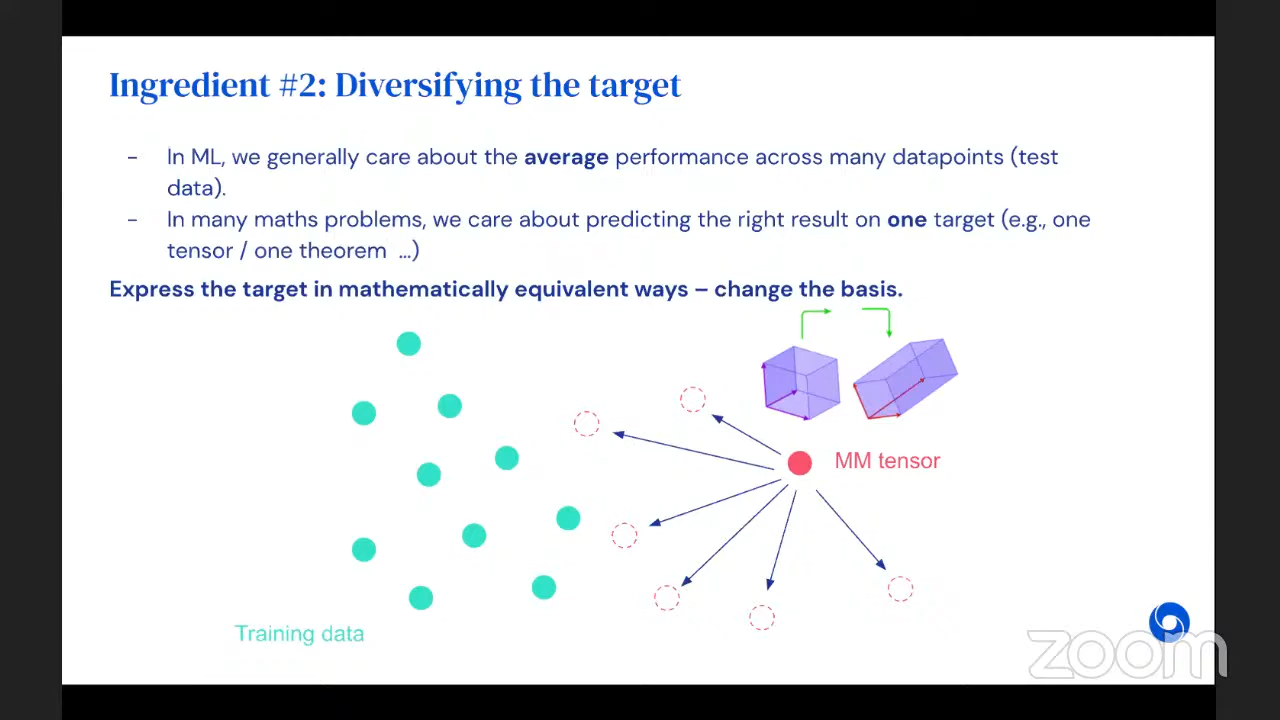 Ingredient #2: Diversifying the target
- In ML, we generally care about the average performance across many datapoints (test
data).
- In many maths problems, we care about predicting the right result on one target (e.g., one
tensor / one theorem ...)
Express the target in mathematically equivalent ways – change the basis.
MM tensor
Training data
zoom